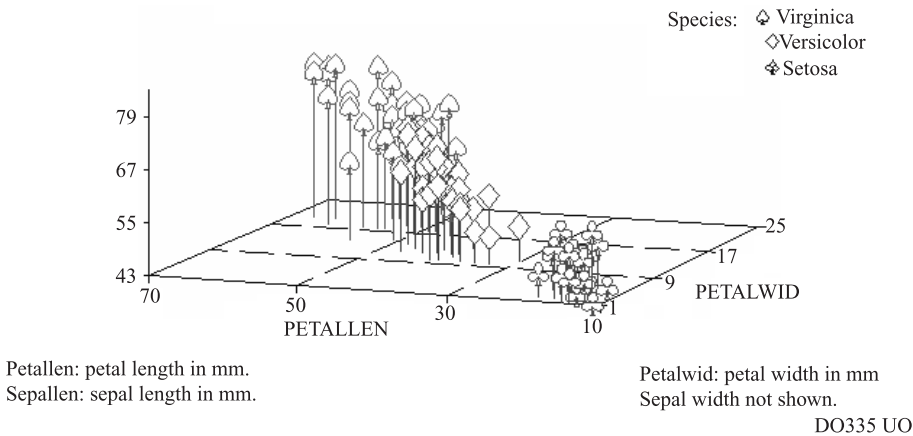 Species: Virginica
Versicolor
Setosa
79
67
55
43
70
50
30
10
1
9
17
25
PETALLEN
PETALWID
Petallen: petal length in mm.
Sepallen: sepal length in mm.
Petalwid: petal width in mm
Sepal width not shown.
DO335 UO